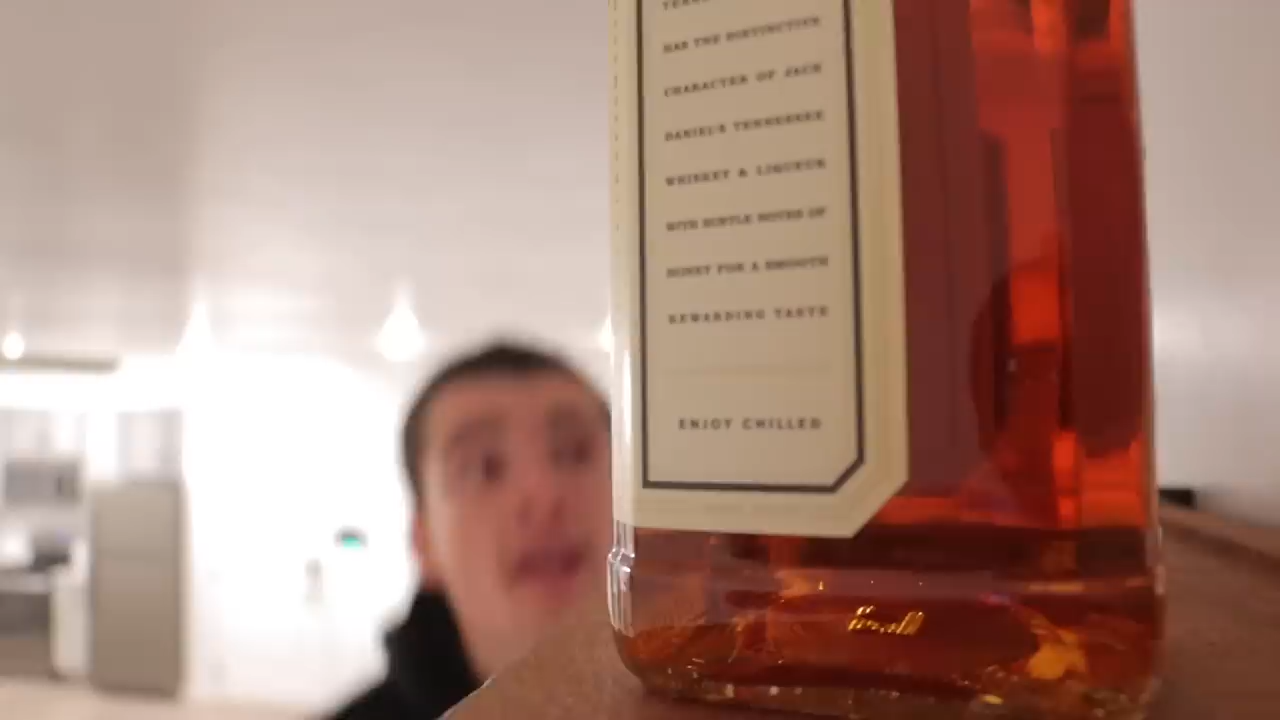 HAS THE DISTINCTIVE
CHARACTER OF JACK
DANIEL'S TENNESSEE
WHISKEY & LIQUEUR
WITH SUBTLE NOTES OF
HONEY FOR A SMOOTH
REWARDING TASTE
ENJOY CHILLED